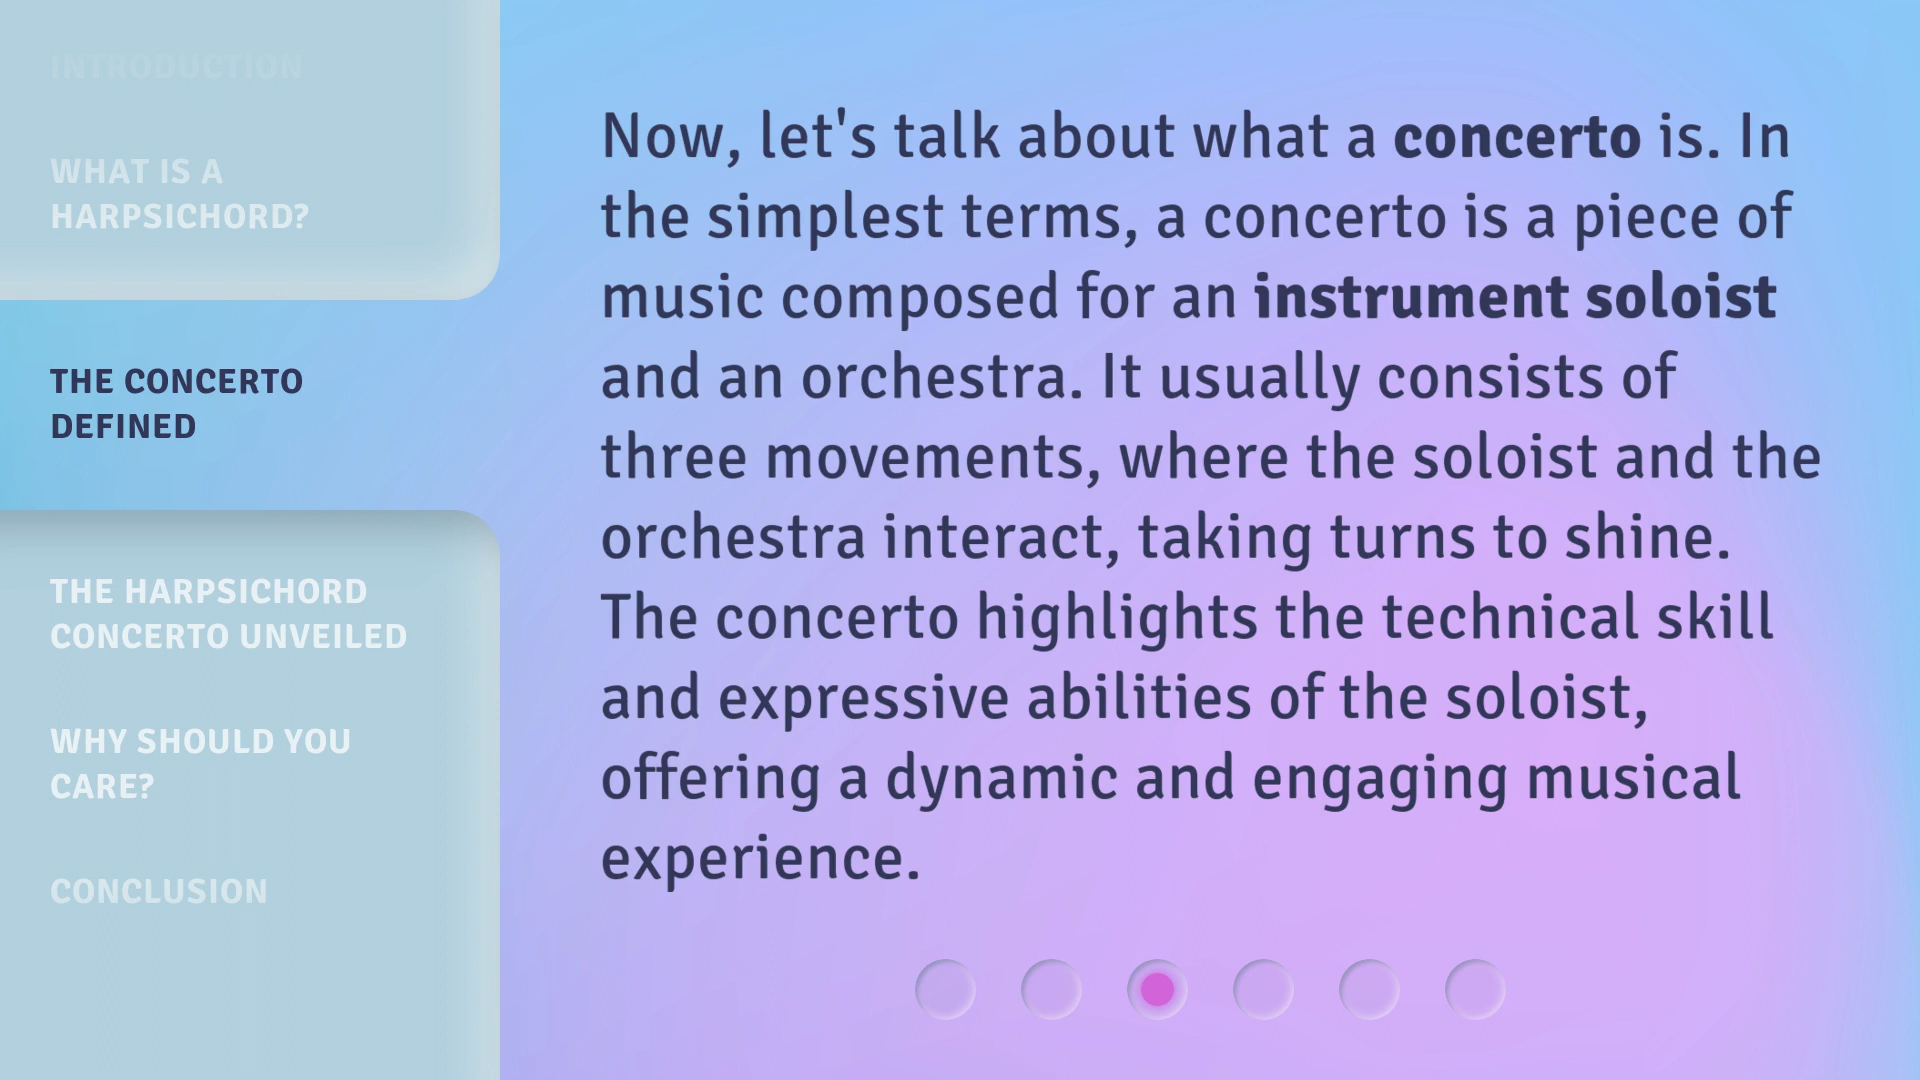 INTRODUCTION
WHAT IS A
HARPSICHORD?
THE CONCERTO
DEFINED
THE HARPSICHORD
CONCERTO UNVEILED
WHY SHOULD YOU
CARE?
CONCLUSION
Now, let's talk about what a concerto is. In
the simplest terms, a concerto is a piece of
music composed for an instrument soloist
and an orchestra. It usually consists of
three movements, where the soloist and the
orchestra interact, taking turns to shine.
The concerto highlights the technical skill
and expressive abilities of the soloist,
offering a dynamic and engaging musical
experience.